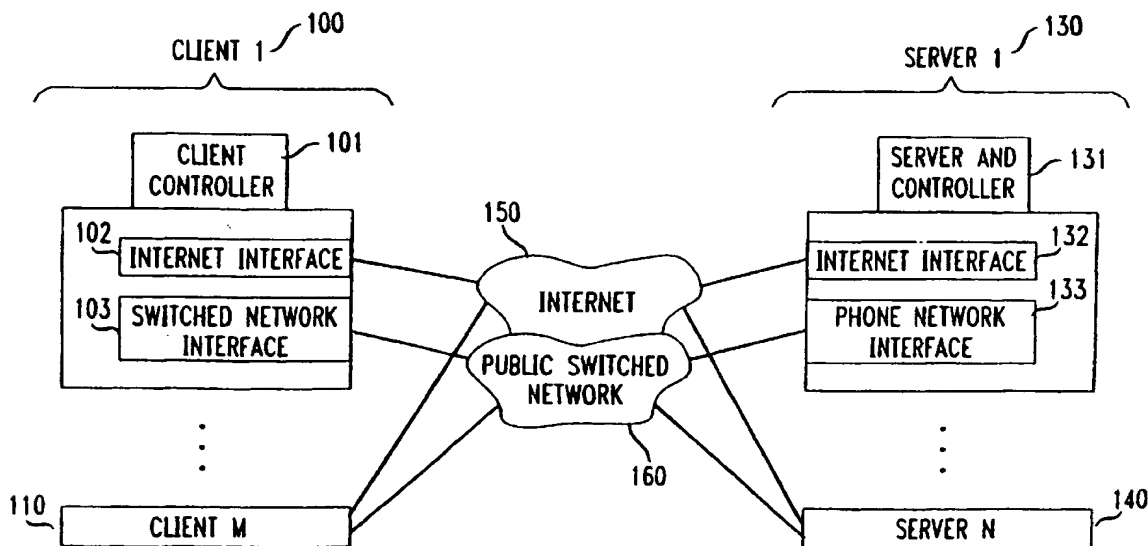 CLIENT 1 100
SERVER 1 130
CLIENT
CONTROLLER
101
SERVER AND
CONTROLLER
131
102
INTERNET INTERFACE
103
SWITCHED NETWORK
INTERFACE
150
INTERNET
PUBLIC SWITCHED
NETWORK
160
INTERNET INTERFACE
132
PHONE NETWORK
INTERFACE
133
110
CLIENT M
SERVER N
140